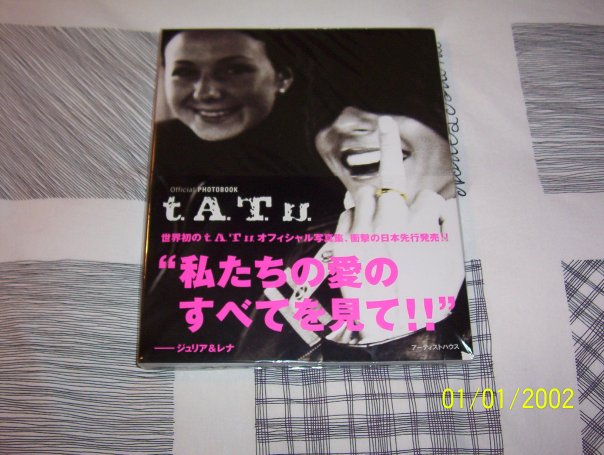 Official PHOTOBOOK
t.A.T.u.
世界初のt.A.T.uオフィシャル写真集、衝撃の日本先行発売!!
“私たちの愛の
すべてを見て!!”
——ジュリア&レナ
アーティストハウス
01/01/2002